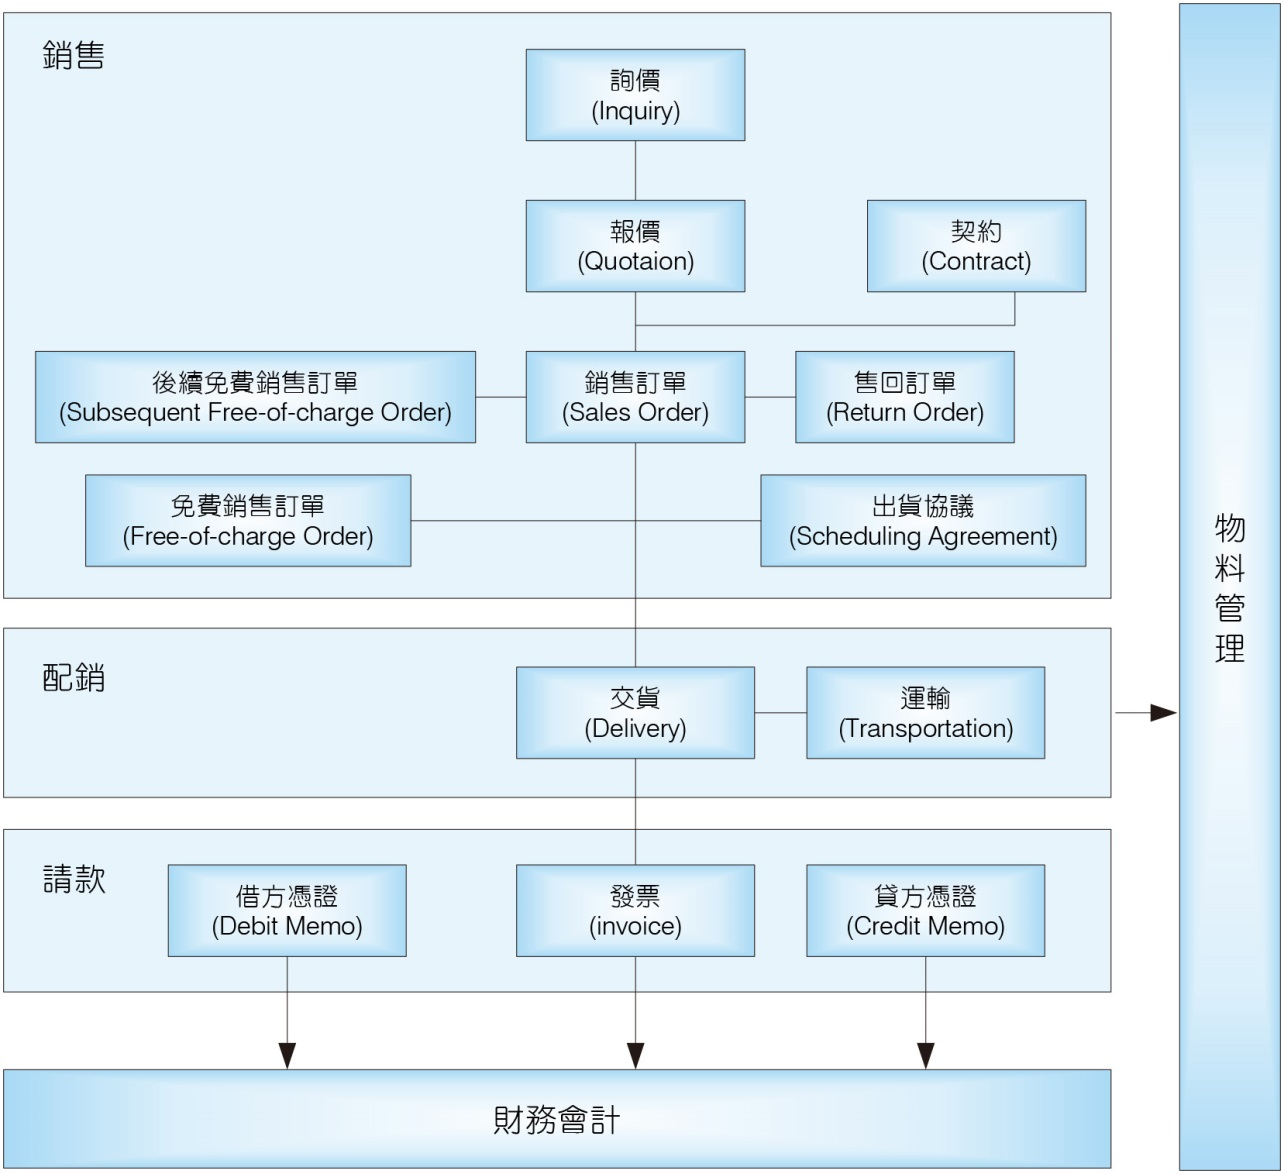 銷售
詢價
(Inquiry)
報價
(Quotaion)
契約
(Contract)
後續免費銷售訂單
(Subsequent Free-of-charge Order)
銷售訂單
(Sales Order)
售回訂單
(Return Order)
免費銷售訂單
(Free-of-charge Order)
出貨協議
(Scheduling Agreement)
配銷
交貨
(Delivery)
運輸
(Transportation)
請款
借方憑證
(Debit Memo)
發票
(invoice)
貸方憑證
(Credit Memo)
財務會計
物料管理